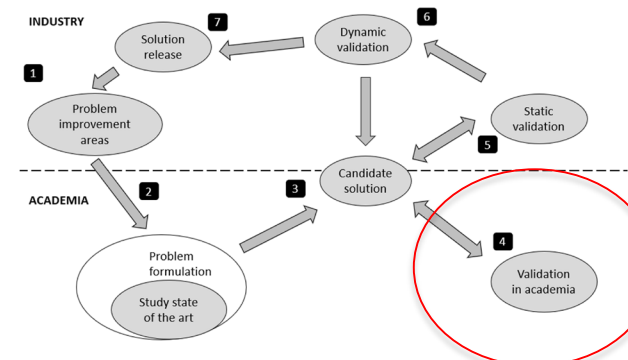 INDUSTRY
7
6
Solution
release
Dynamic
validation
1
Problem
improvement
areas
Static
validation
5
Candidate
solution
2
3
ACADEMIA
4
Problem
formulation
Study state
of the art
Validation
in academia